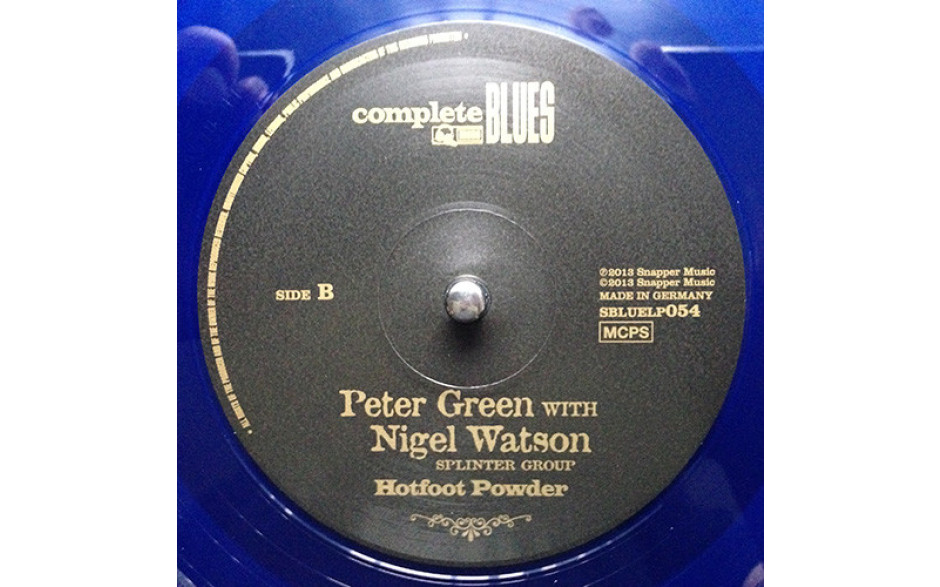 complete BLUES
SIDE B
℗2013 Snapper Music
©2013 Snapper Music
MADE IN GERMANY
SBLUELP054
MCPS
Peter Green WITH
Nigel Watson
SPLINTER GROUP
Hotfoot Powder